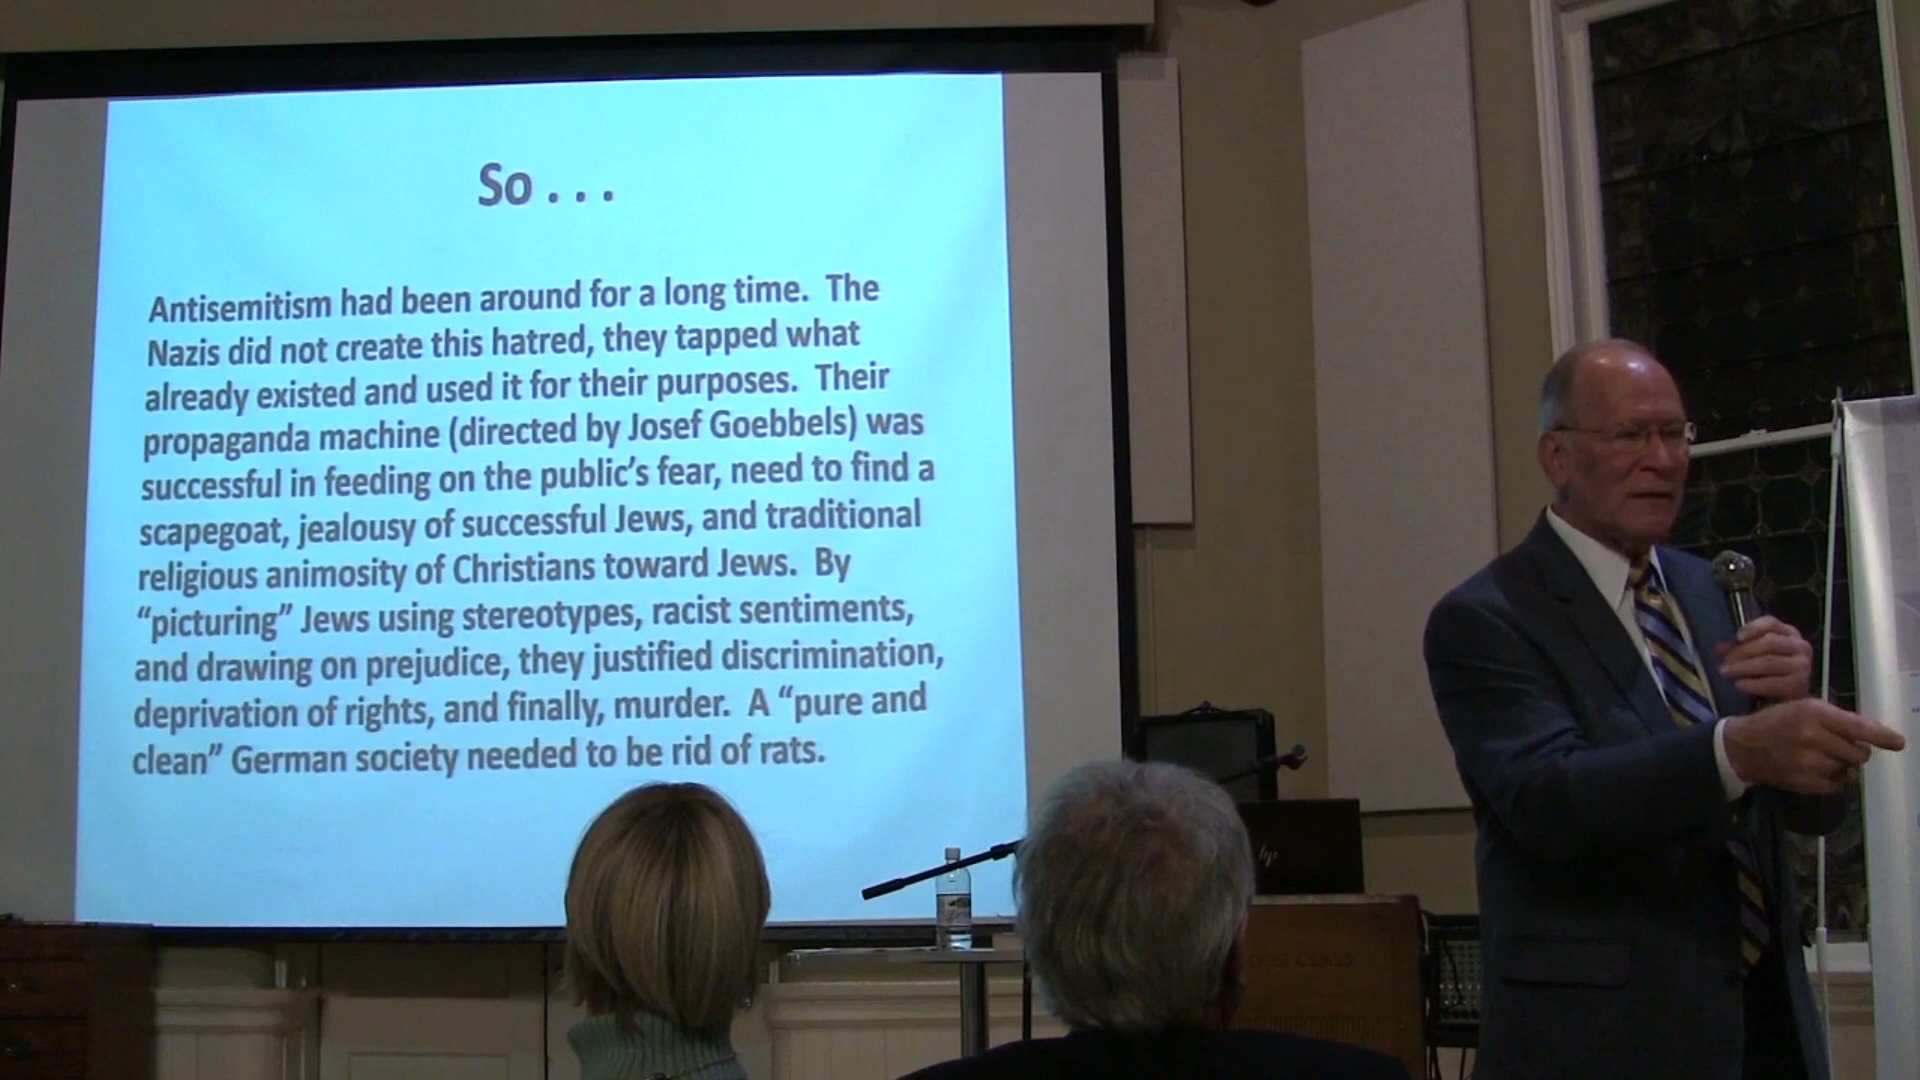 So . . .
Antisemitism had been around for a long time. The
Nazis did not create this hatred, they tapped what
already existed and used it for their purposes. Their
propaganda machine (directed by Josef Goebbels) was
successful in feeding on the public's fear, need to find a
scapegoat, jealousy of successful Jews, and traditional
religious animosity of Christians toward Jews. By
“picturing” Jews using stereotypes, racist sentiments,
and drawing on prejudice, they justified discrimination,
deprivation of rights, and finally, murder. A “pure and
clean” German society needed to be rid of rats.
hp